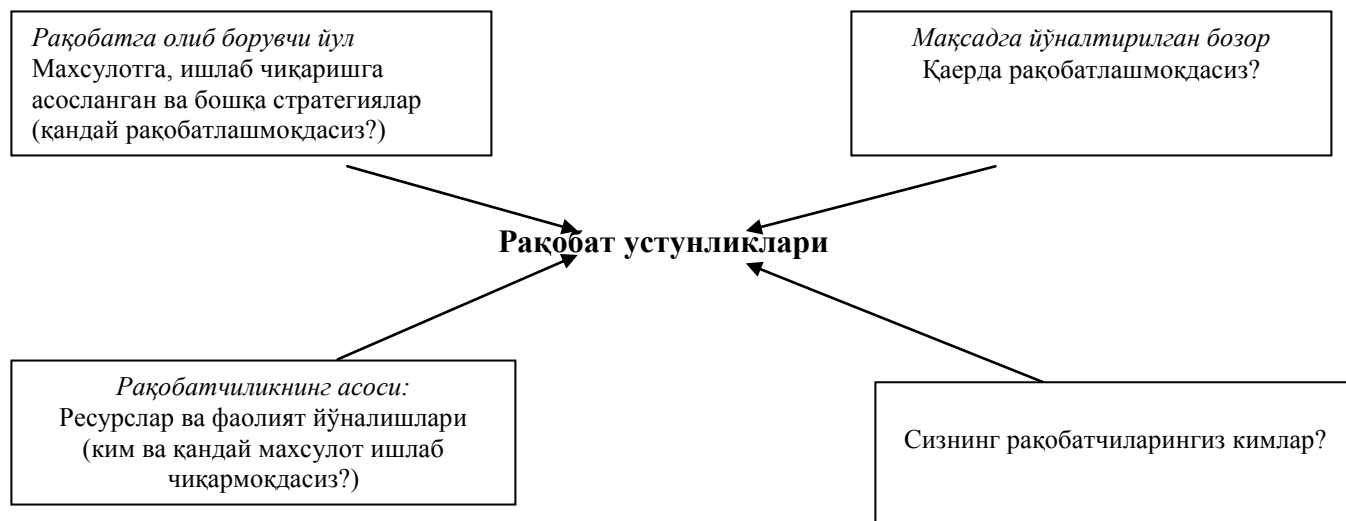 Рақобатга олиб борувчи йул
Махсулотга, ишлаб чиқаришга
асосланган ва бошқа стратегиялар
(қандай рақобатлашмоқдасиз?)
Мақсадга йўналтирилган бозор
Қаерда рақобатлашмоқдасиз?
Рақобат устунликлари
Рақобатчиликнинг асоси:
Ресурслар ва фаолият йўналишлари
(ким ва қандай махсулот ишлаб
чиқармоқдасиз?)
Сизнинг рақобатчиларингиз кимлар?